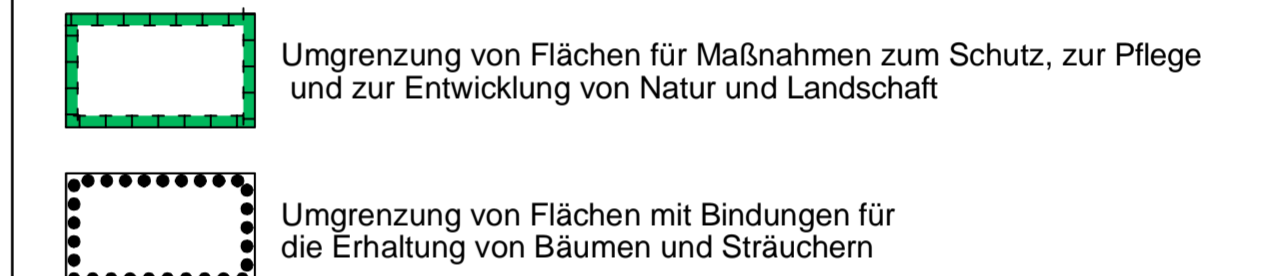 Umgrenzung von Flächen für Maßnahmen zum Schutz, zur Pflege
und zur Entwicklung von Natur und Landschaft
Umgrenzung von Flächen mit Bindungen für
die Erhaltung von Bäumen und Sträuchern